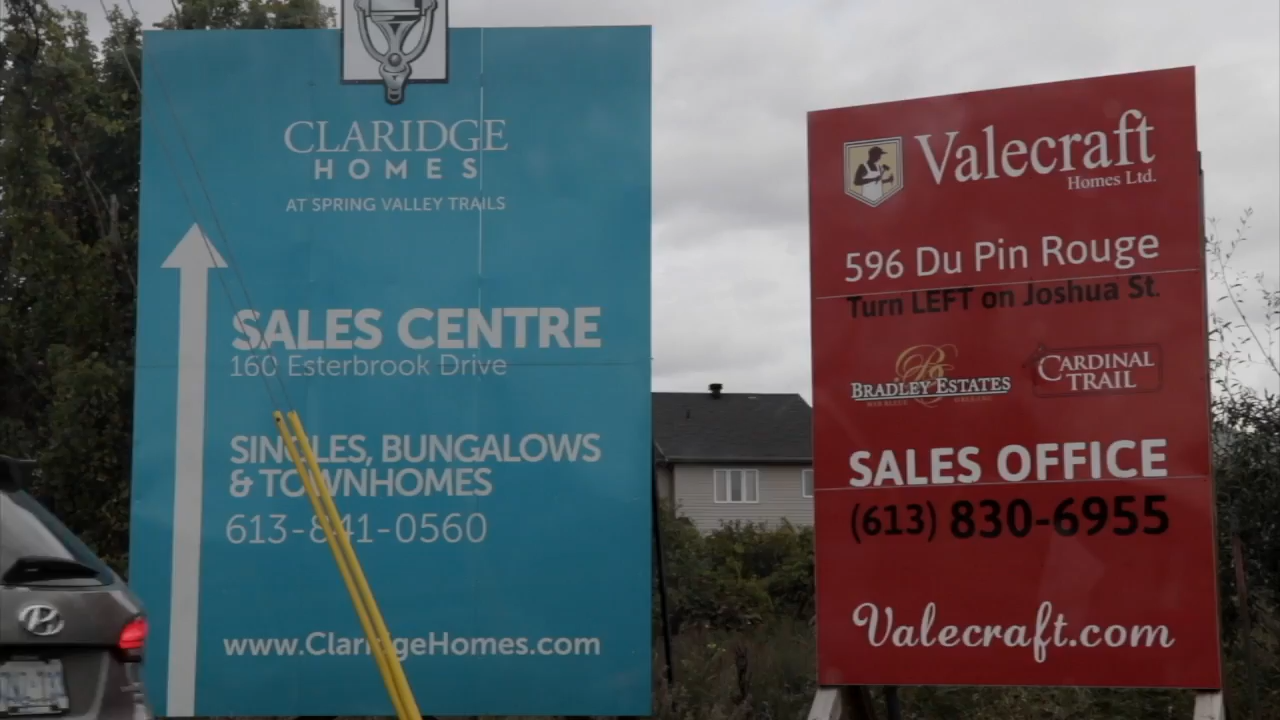 CLARIDGE
HOMES
AT SPRING VALLEY TRAILS
SALES CENTRE
160 Esterbrook Drive
SINGLES, BUNGALOWS
& TOWNHOMES
613-841-0560
www.ClaridgeHomes.com
Valecraft
Homes Ltd.
596 Du Pin Rouge
Turn LEFT on Joshua St.
BRADLEY ESTATES
CARDINAL
TRAIL
SALES OFFICE
(613) 830-6955
Valecraft.com